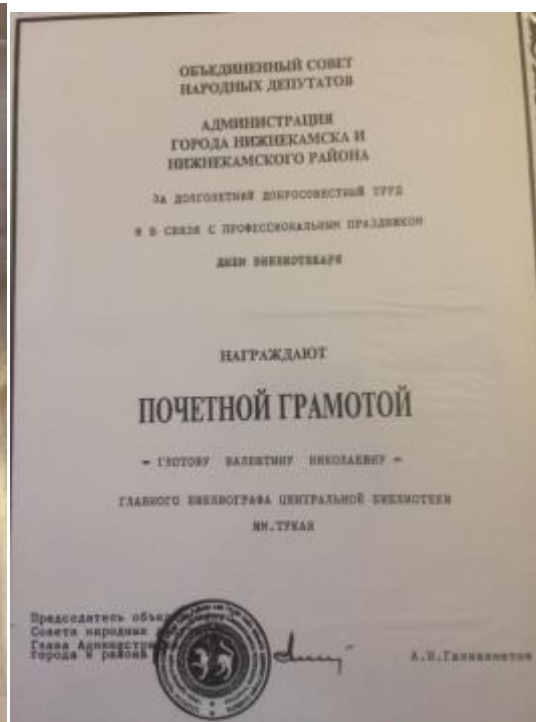 ОБЪЕДИНЕННЫЙ СОВЕТ
НАРОДНЫХ ДЕПУТАТОВ
АДМИНИСТРАЦИЯ
ГОРОДА НИЖНЕКАМСКА И
НИЖНЕКАМСКОГО РАЙОНА
ЗА ДОЛГОЛЕТНИЙ ДОБРОСОВЕСТНЫЙ ТРУД
И В СВЯЗИ С ПРОФЕССИОНАЛЬНЫМ ПРАЗДНИКОМ
ДНЕМ БИБЛИОТЕКАРЯ
НАГРАЖДАЮТ
ПОЧЕТНОЙ ГРАМОТОЙ
- ГЛОТОВУ ВАЛЕНТИНУ НИКОЛАЕВНУ -
ГЛАВНОГО БИБЛИОГРАФА ЦЕНТРАЛЬНОЙ БИБЛИОТЕКИ
ИМ.ТУКАЯ
Председатель
Совета народных
Глава
города и района